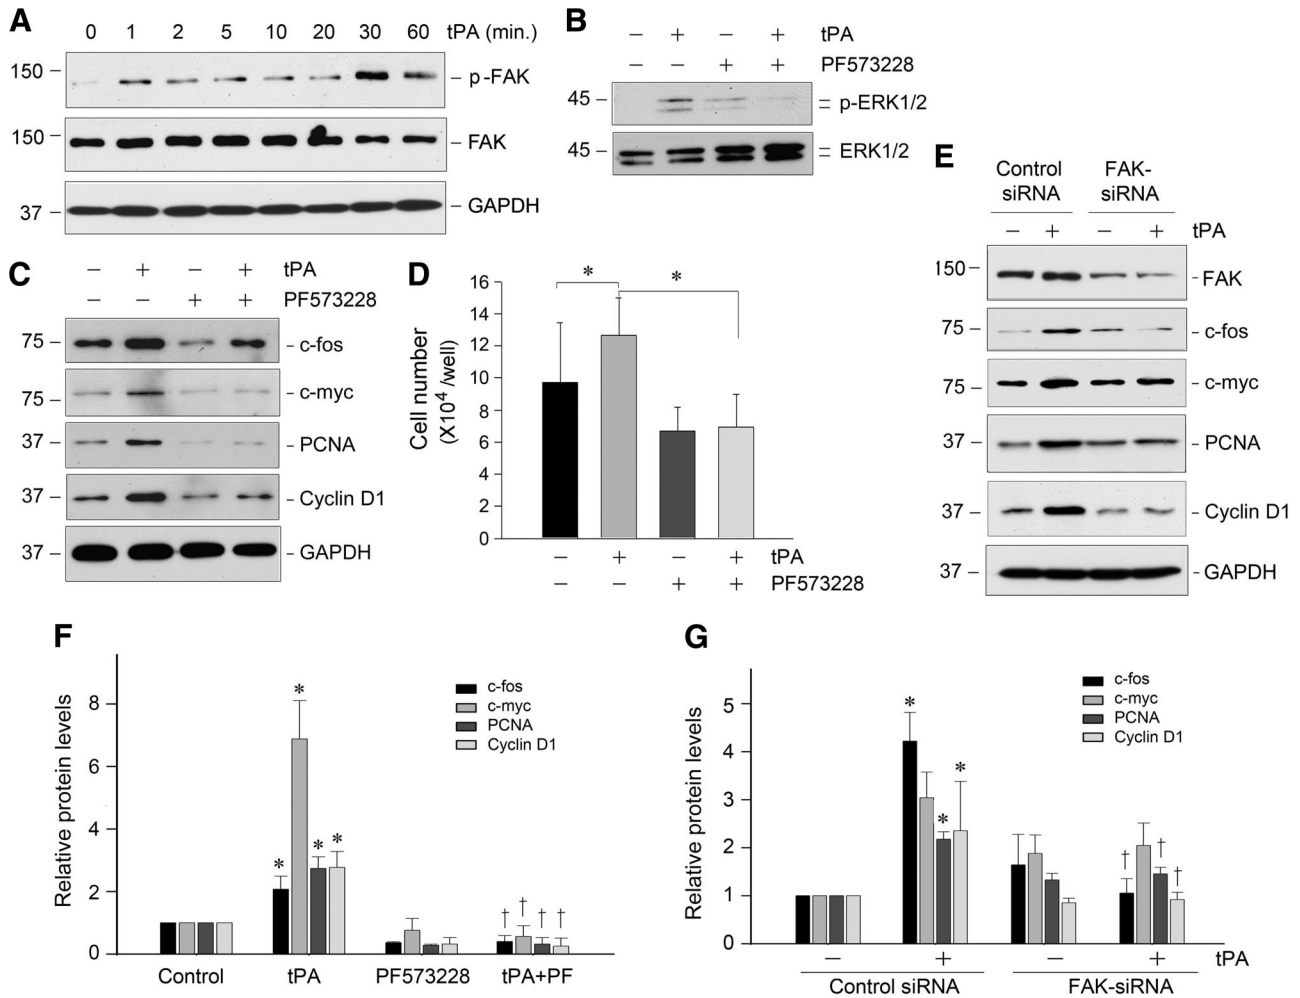 A
0 1 2 5 10 20 30 60 tPA (min.)
150 p-FAK
150 FAK
37 GAPDH
B
− + − + tPA
− − + + PF573228
45 p-ERK1/2
45 ERK1/2
C
− + − + tPA
− − + + PF573228
75 c-fos
75 c-myc
37 PCNA
37 Cyclin D1
37 GAPDH
D
Cell number
(X10⁴ /well)
16
14
12
10
8
6
4
2
0
* *
− + − + tPA
− − + + PF573228
E
Control siRNA FAK-siRNA
− + − + tPA
150 FAK
75 c-fos
75 c-myc
37 PCNA
37 Cyclin D1
37 GAPDH
F
Relative protein levels
8
6
4
2
0
c-fos
c-myc
PCNA
Cyclin D1
* * * *
† † † †
Control tPA PF573228 tPA+PF
G
Relative protein levels
5
4
3
2
1
0
c-fos
c-myc
PCNA
Cyclin D1
* * *
† † †
− + − + tPA
Control siRNA FAK-siRNA